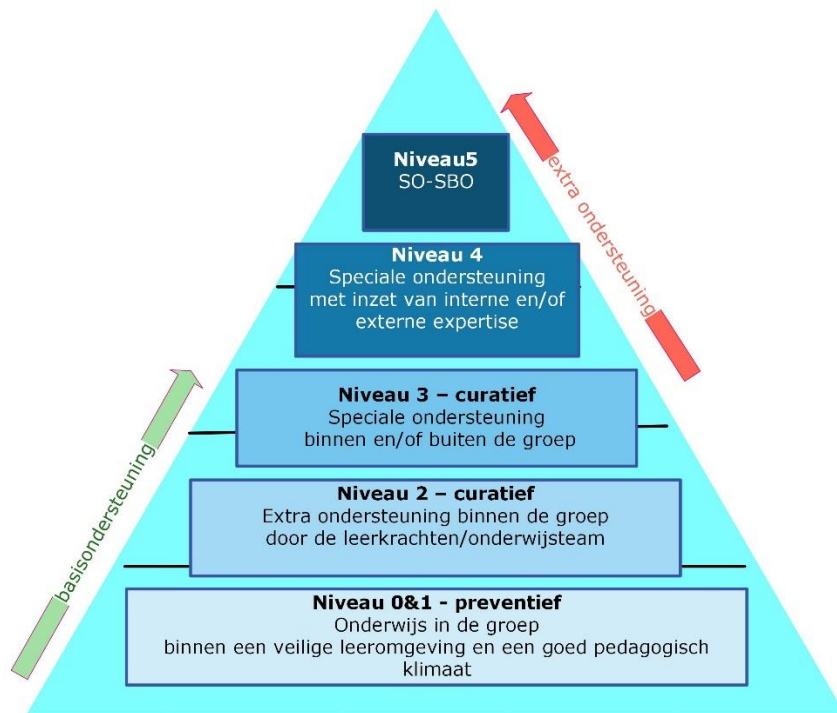 Niveau5
SO-SBO
extra ondersteuning
Niveau 4
Speciale ondersteuning
met inzet van interne en/of
externe expertise
Niveau 3 – curatief
Speciale ondersteuning
binnen en/of buiten de groep
basisondersteuning
Niveau 2 – curatief
Extra ondersteuning binnen de groep
door de leerkrachten/onderwijsteam
Niveau 0&1 - preventief
Onderwijs in de groep
binnen een veilige leeromgeving en een goed pedagogisch
klimaat